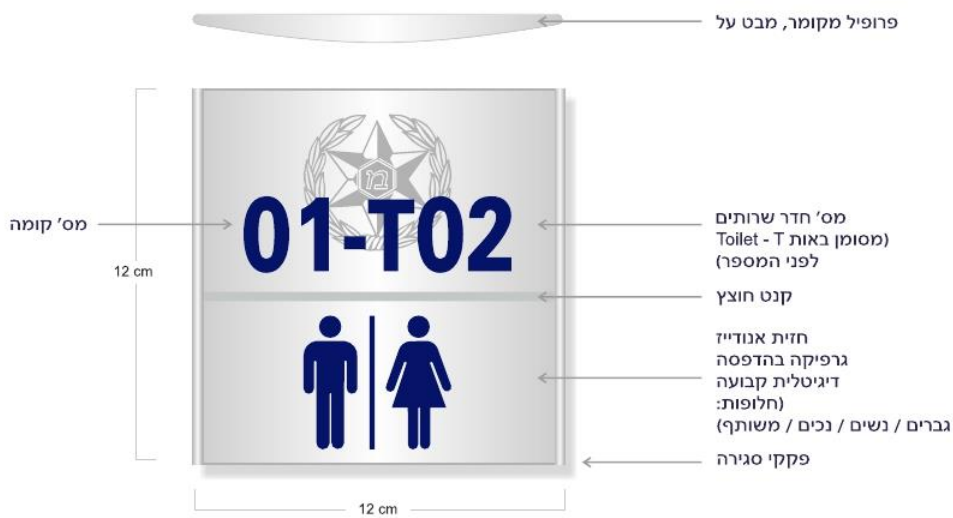 פרופיל מקומר, מבט על
מ
01-T02
מס' קומה
מס' חדר שרותים
(מסומן באות Toilet - T
לפני המספר)
12 cm
קנט חוצץ
חזית אנודייז
גרפיקה בהדפסה
דיגיטלית קבועה
(חלופות:
גברים / נשים / נכים / משותף)
פקקי סגירה
12 cm